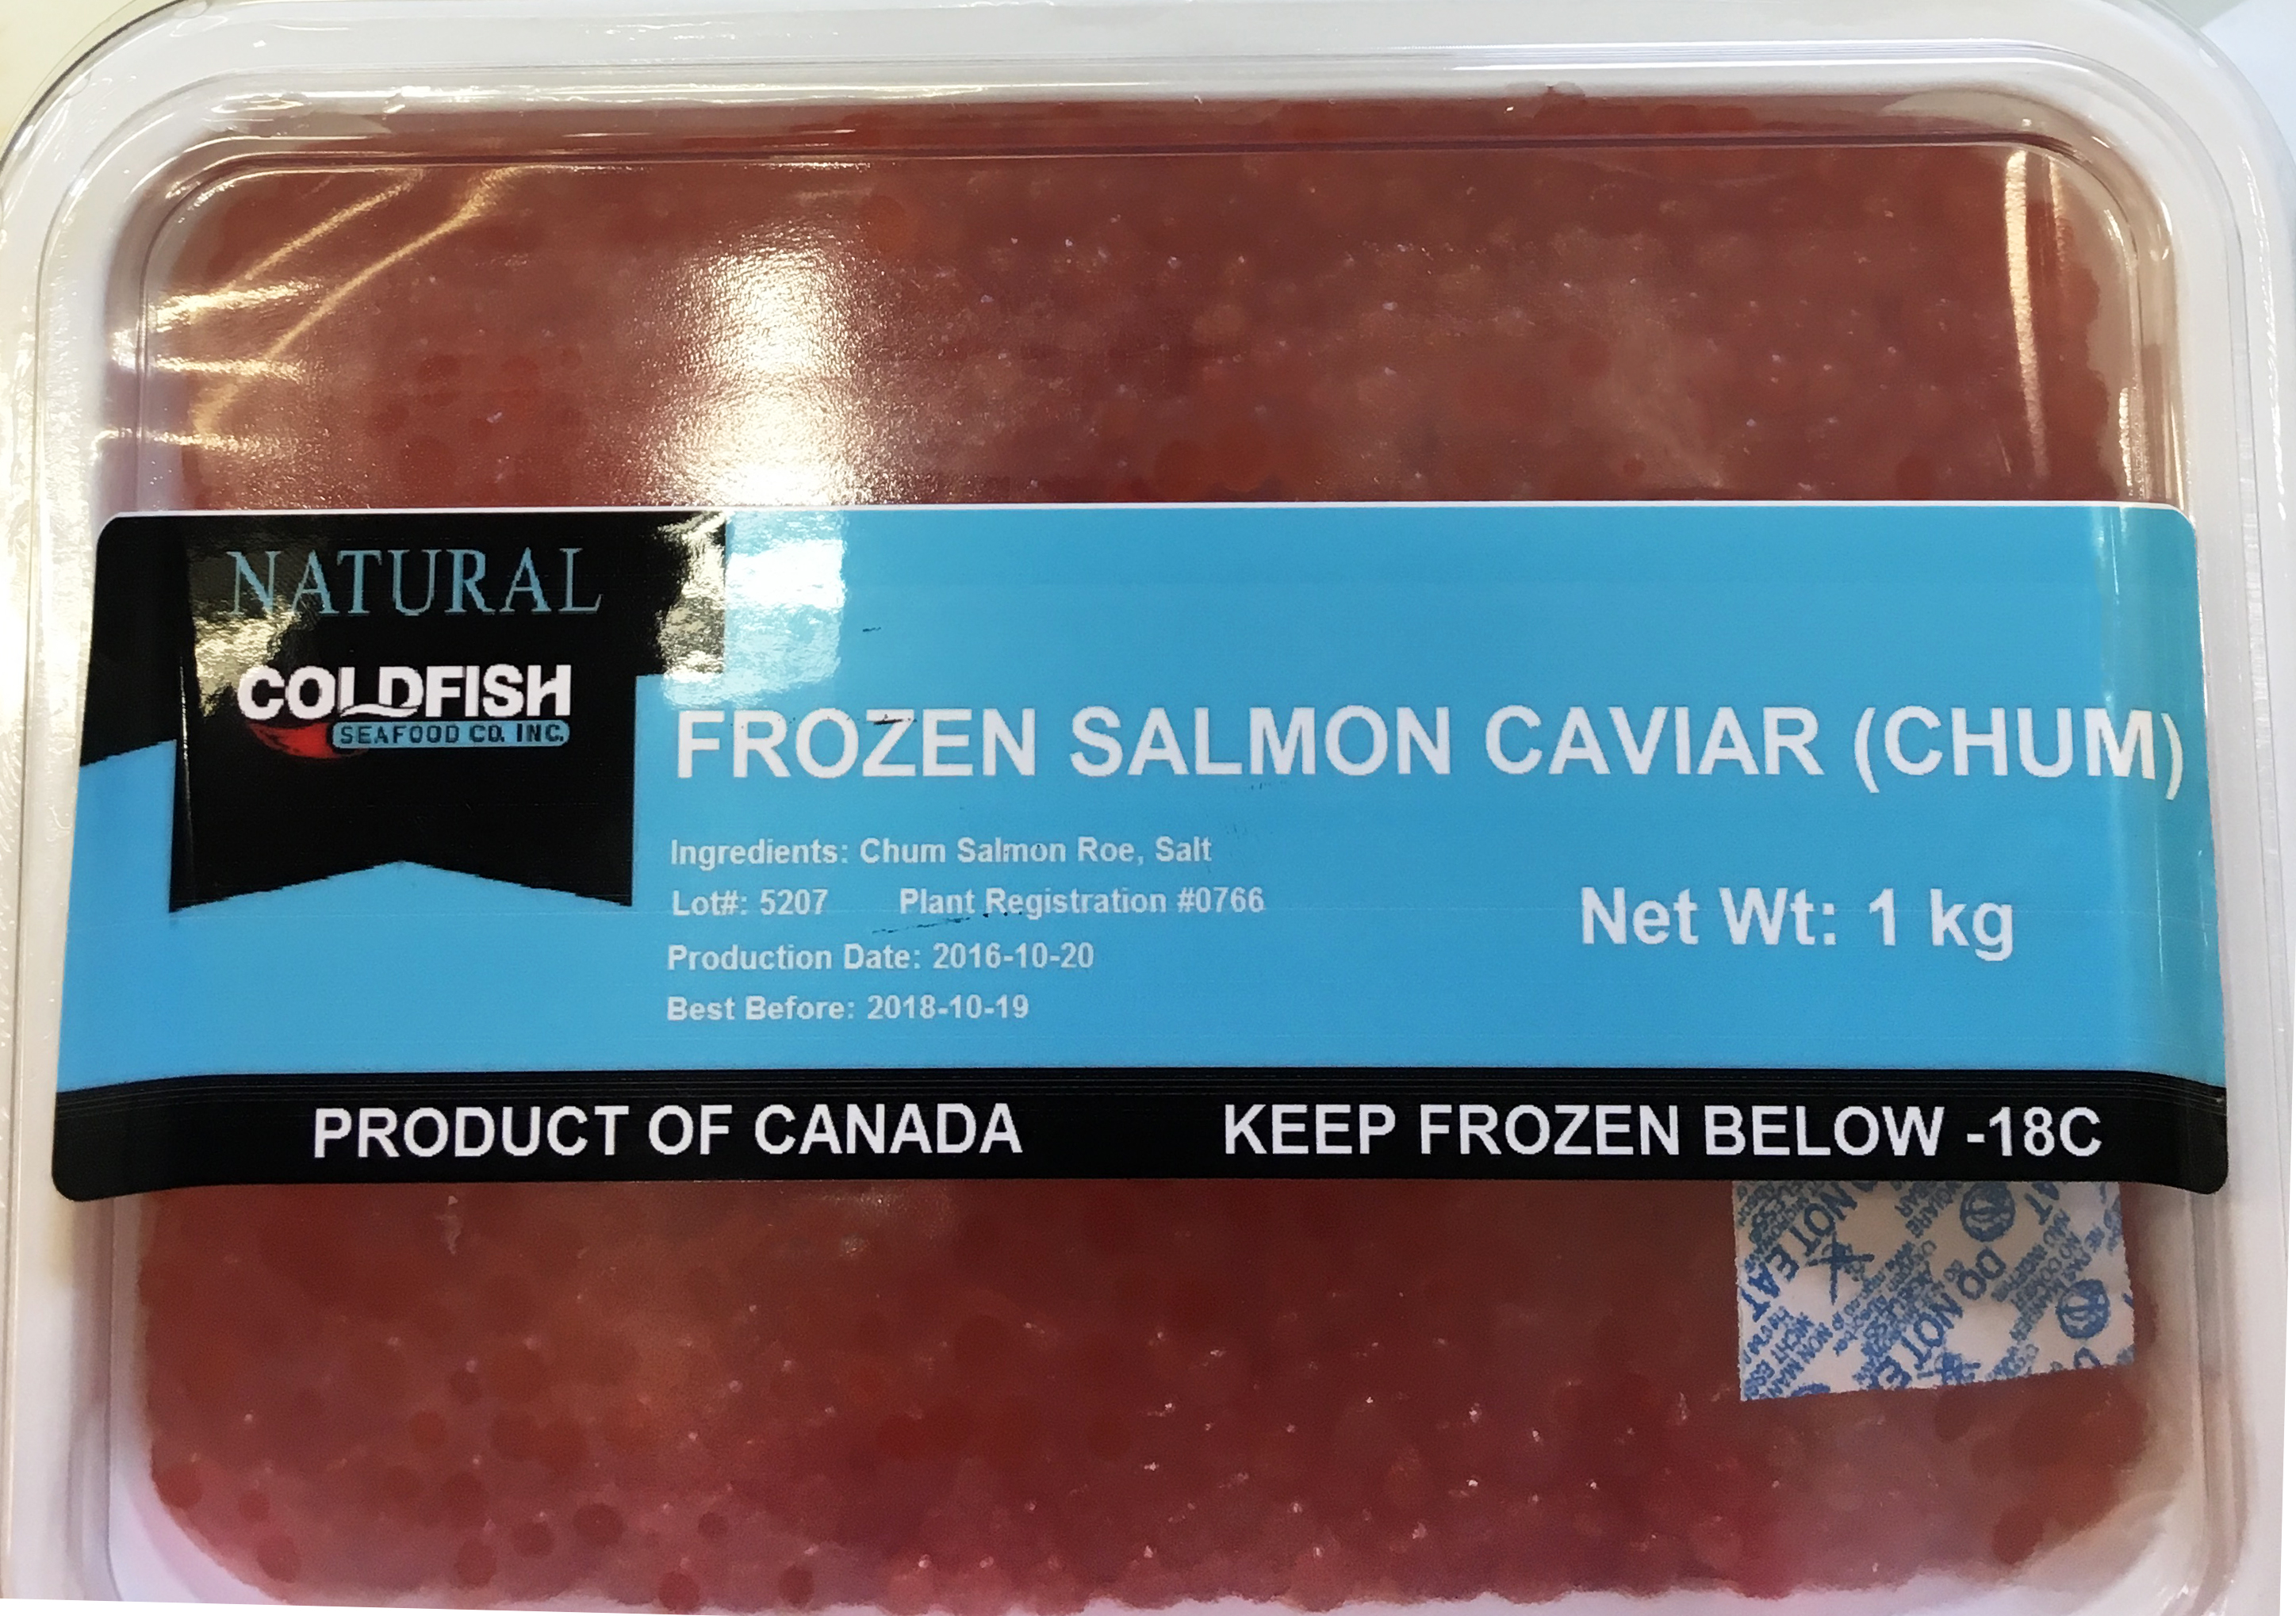 NATURAL
COLDFISH
SEAFOOD CO. INC.
FROZEN SALMON CAVIAR (CHUM)
Ingredients: Chum Salmon Roe, Salt
Lot#: 5207 Plant Registration #0766
Net Wt: 1 kg
Production Date: 2016-10-20
Best Before: 2018-10-19
PRODUCT OF CANADA KEEP FROZEN BELOW -18C
NOT EAT
DO NOT